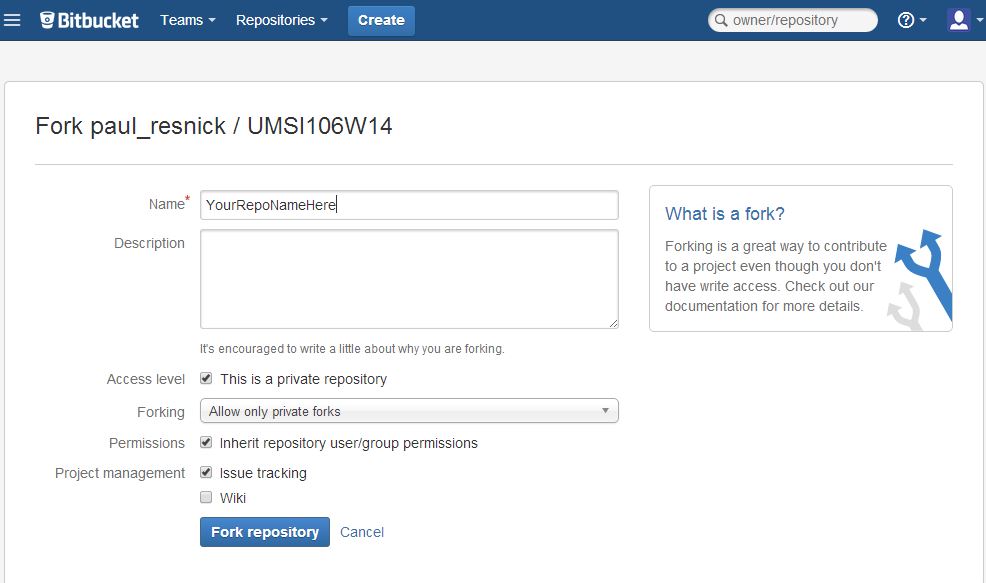 Bitbucket Teams Repositories Create owner/repository
Fork paul_resnick / UMSI106W14
Name* YourRepoNameHere
Description
It's encouraged to write a little about why you are forking.
Access level This is a private repository
Forking Allow only private forks
Permissions Inherit repository user/group permissions
Project management Issue tracking
Wiki
Fork repository Cancel
What is a fork?
Forking is a great way to contribute
to a project even though you don't
have write access. Check out our
documentation for more details.